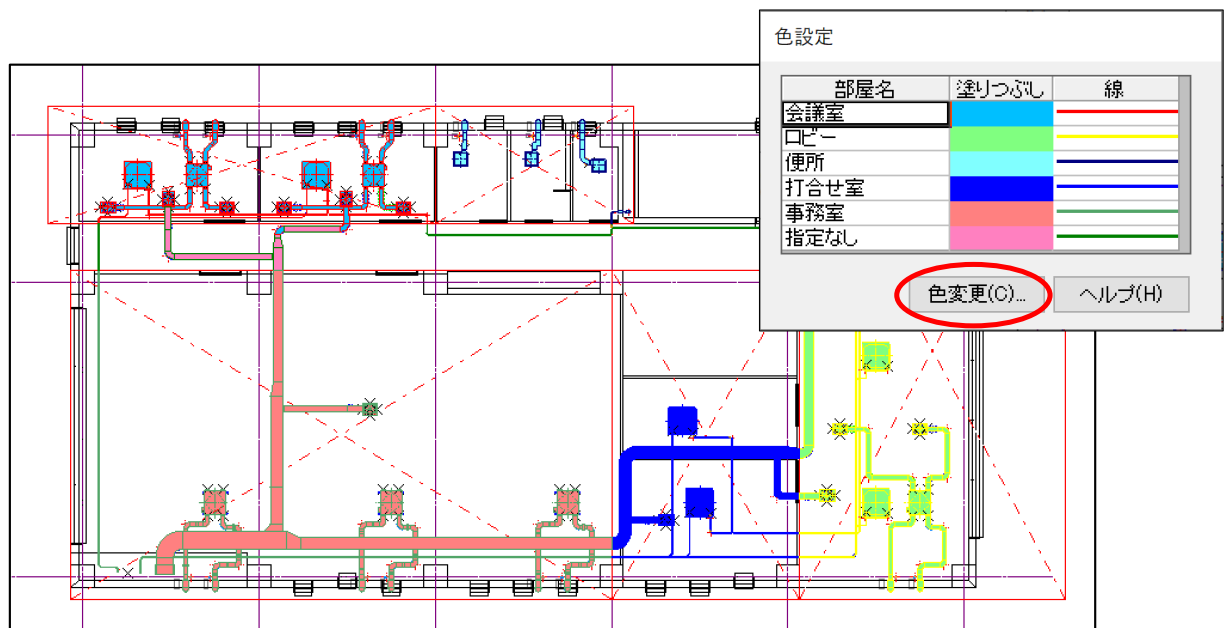 色設定
部屋名 塗りつぶし 線
会議室
ロビー
便所
打合せ室
事務室
指定なし
色変更(C)... ヘルプ(H)